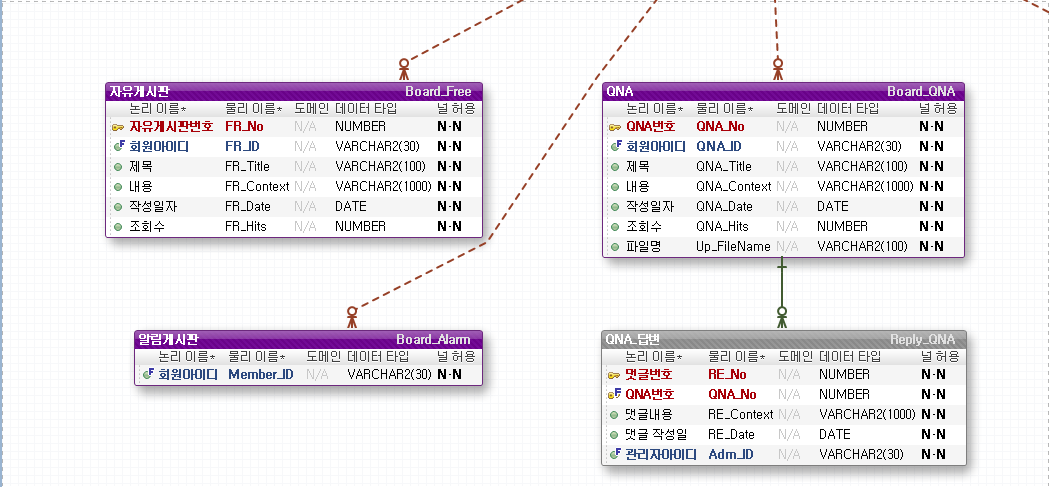 자유게시판 Board_Free
논리 이름* 물리 이름* 도메인 데이터 타입 널 허용
자유게시판번호 FR_No N/A NUMBER N-N
회원아이디 FR_ID N/A VARCHAR2(30) N-N
제목 FR_Title N/A VARCHAR2(100) N-N
내용 FR_Context N/A VARCHAR2(1000) N-N
작성일자 FR_Date N/A DATE N-N
조회수 FR_Hits N/A NUMBER N-N
QNA Board_QNA
논리 이름* 물리 이름* 도메인 데이터 타입 널 허용
QNA번호 QNA_No N/A NUMBER N-N
회원아이디 QNA_ID N/A VARCHAR2(30) N-N
제목 QNA_Title N/A VARCHAR2(100) N-N
내용 QNA_Context N/A VARCHAR2(1000) N-N
작성일자 QNA_Date N/A DATE N-N
조회수 QNA_Hits N/A NUMBER N-N
파일명 Up_FileName N/A VARCHAR2(100) N-N
알림게시판 Board_Alarm
논리 이름* 물리 이름* 도메인 데이터 타입 널 허용
회원아이디 Member_ID N/A VARCHAR2(30) N-N
QNA_답변 Reply_QNA
논리 이름* 물리 이름* 도메인 데이터 타입 널 허용
댓글번호 RE_No N/A NUMBER N-N
QNA번호 QNA_No N/A NUMBER N-N
댓글내용 RE_Context N/A VARCHAR2(1000) N-N
댓글 작성일 RE_Date N/A DATE N-N
관리자아이디 Adm_ID N/A VARCHAR2(30) N-N